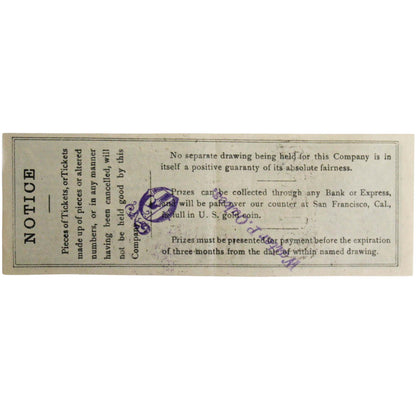 NOTICE
Pieces of Tickets, or Tickets
made up of pieces or altered
numbers, or in any manner
having been cancelled, will
not be held good by this
Company.
No separate drawing being held for this Company is in
itself a positive guaranty of its absolute fairness.
Prizes can be collected through any Bank or Express,
and will be paid over our counter at San Francisco, Cal.,
in full in U. S. gold coin.
Prizes must be presented for payment before the expiration
of three months from the date of within named drawing.